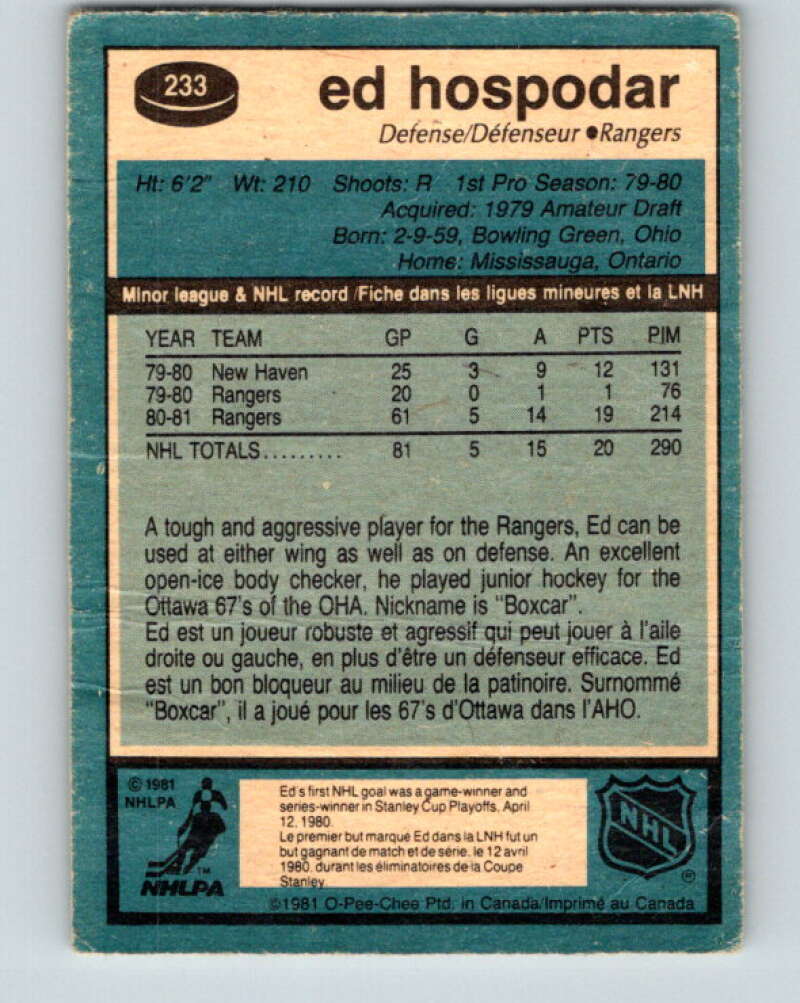 233
ed hospodar
Defense/Défenseur ●Rangers
Ht: 6'2" Wt: 210 Shoots: R 1st Pro Season: 79-80
Acquired: 1979 Amateur Draft
Born: 2-9-59, Bowling Green, Ohio
Home: Mississauga, Ontario
Minor league & NHL record /Fiche dans les ligues mineures et la LNH
YEAR TEAM GP G A PTS PIM
79-80 New Haven 25 3 9 12 131
79-80 Rangers 20 0 1 1 76
80-81 Rangers 61 5 14 19 214
NHL TOTALS......... 81 5 15 20 290
A tough and aggressive player for the Rangers, Ed can be
used at either wing as well as on defense. An excellent
open-ice body checker, he played junior hockey for the
Ottawa 67's of the OHA. Nickname is "Boxcar".
Ed est un joueur robuste et agressif qui peut jouer à l'aile
droite ou gauche, en plus d'être un défenseur efficace. Ed
est un bon bloqueur au milieu de la patinoire. Surnommé
"Boxcar", il a joué pour les 67's d'Ottawa dans l'AHO.
© 1981
NHLPA
TM
NHLPA
Ed's first NHL goal was a game-winner and
series-winner in Stanley Cup Playoffs, April
12, 1980.
Le premier but marqué Ed dans la LNH fut un
but gagnant de match et de série, le 12 avril
1980, durant les éliminatoires de la Coupe
Stanley.
NHL
®
©1981 O-Pee-Chee Ptd. in Canada/Imprimé au Canada